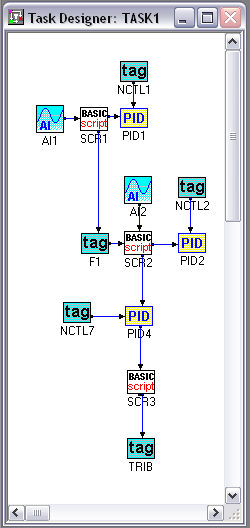 Task Designer: TASK1
tag
NCTL1
AI
AI1
BASIC
script
SCR1
PID
PID1
AI
AI2
tag
NCTL2
tag
F1
BASIC
script
SCR2
PID
PID2
tag
NCTL7
PID
PID4
BASIC
script
SCR3
tag
TRIB